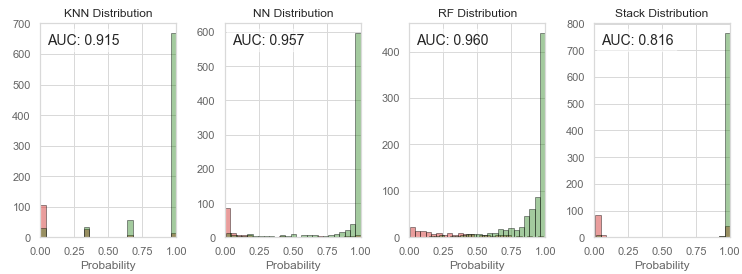 KNN Distribution
AUC: 0.915
700
600
500
400
300
200
100
0
0.00 0.25 0.50 0.75 1.00
Probability
NN Distribution
AUC: 0.957
600
500
400
300
200
100
0
0.00 0.25 0.50 0.75 1.00
Probability
RF Distribution
AUC: 0.960
400
300
200
100
0
0.00 0.25 0.50 0.75 1.00
Probability
Stack Distribution
AUC: 0.816
800
700
600
500
400
300
200
100
0
0.00 0.25 0.50 0.75 1.00
Probability